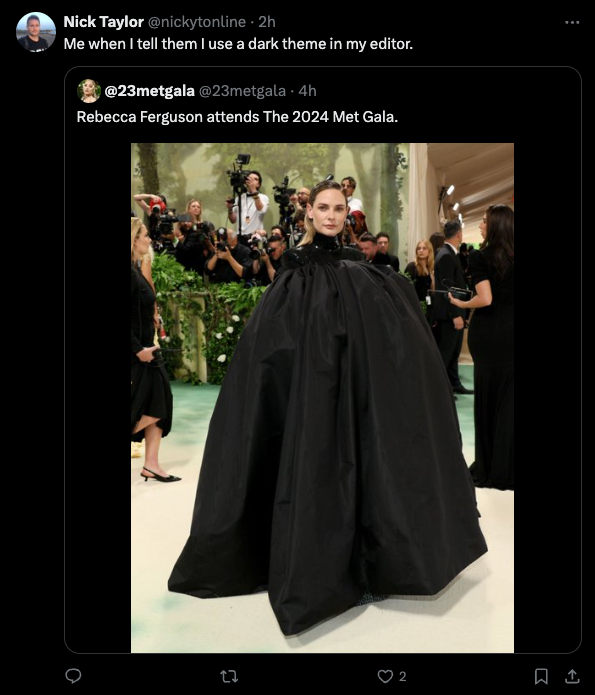 Nick Taylor @nickytonline · 2h
Me when I tell them I use a dark theme in my editor.
@23metgala @23metgala · 4h
Rebecca Ferguson attends The 2024 Met Gala.
2